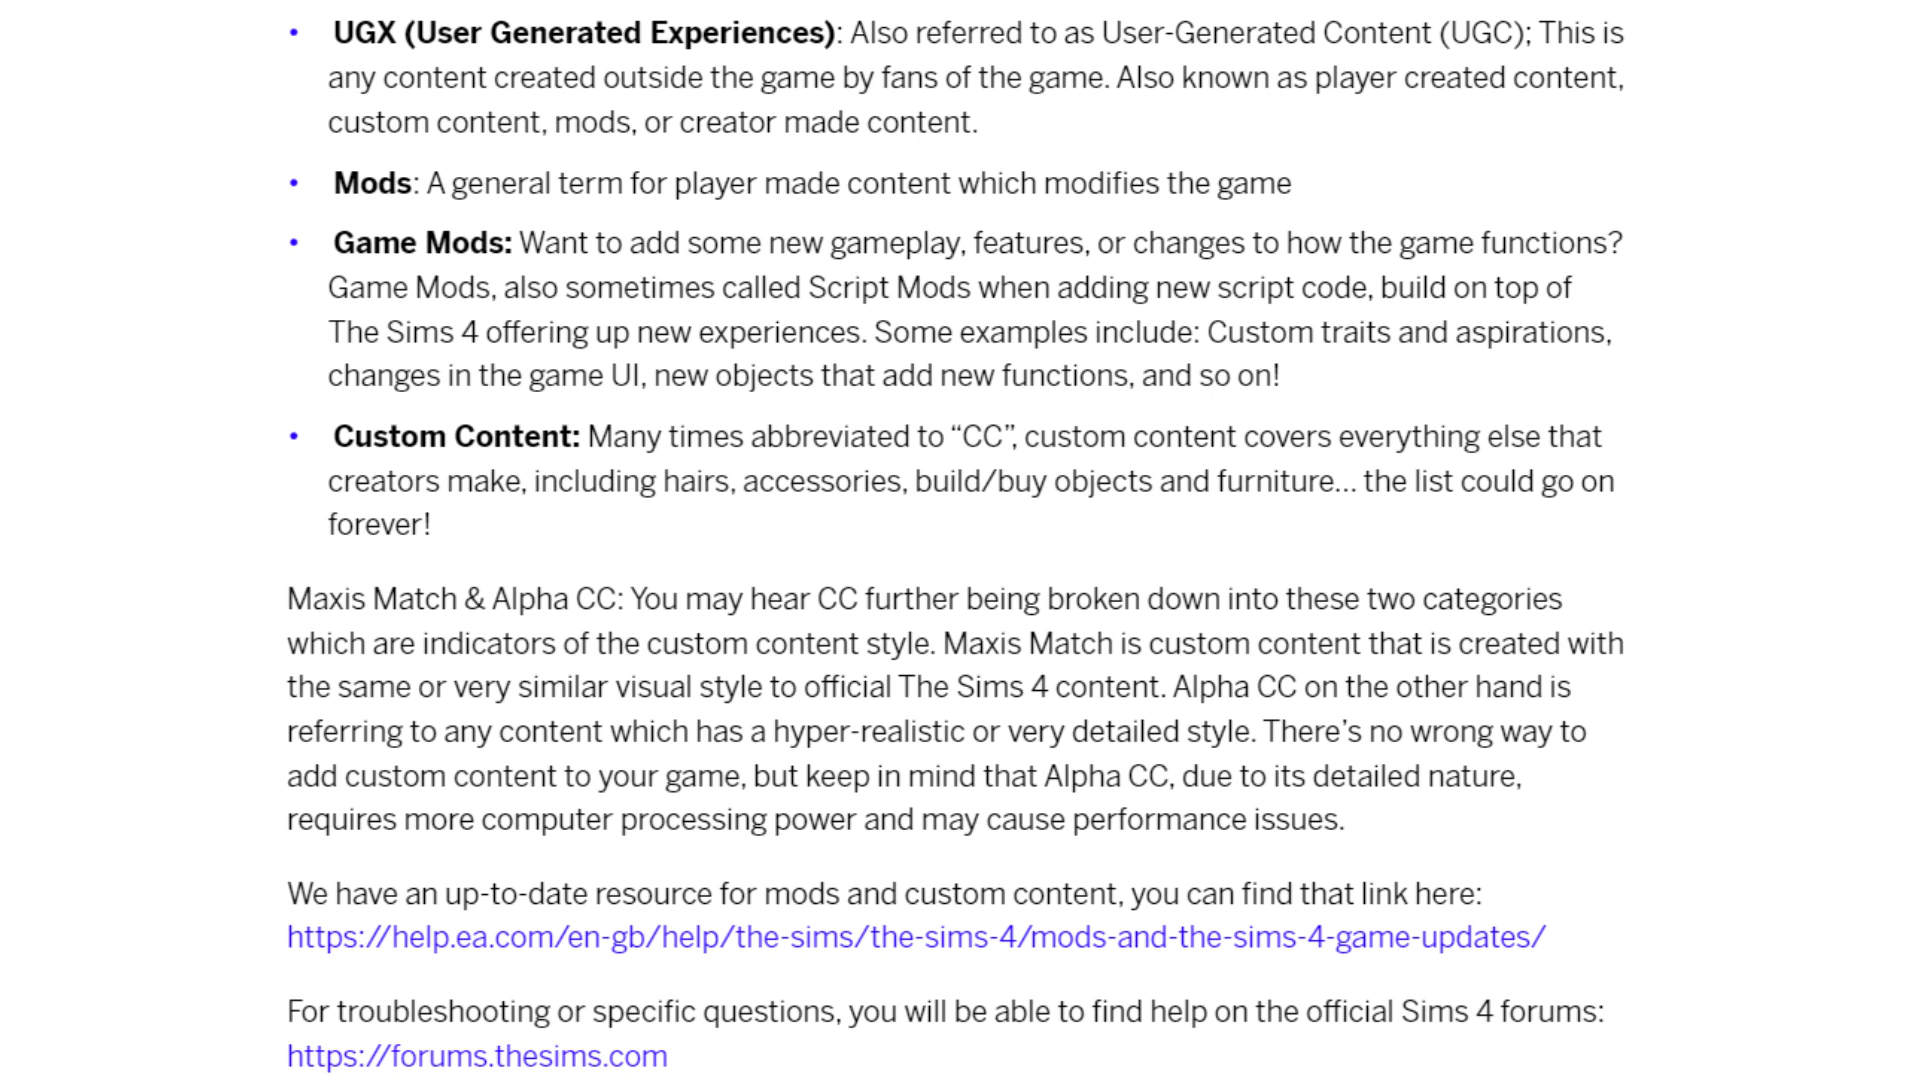 • UGX (User Generated Experiences): Also referred to as User-Generated Content (UGC); This is
any content created outside the game by fans of the game. Also known as player created content,
custom content, mods, or creator made content.
• Mods: A general term for player made content which modifies the game
• Game Mods: Want to add some new gameplay, features, or changes to how the game functions?
Game Mods, also sometimes called Script Mods when adding new script code, build on top of
The Sims 4 offering up new experiences. Some examples include: Custom traits and aspirations,
changes in the game UI, new objects that add new functions, and so on!
• Custom Content: Many times abbreviated to “CC”, custom content covers everything else that
creators make, including hairs, accessories, build/buy objects and furniture... the list could go on
forever!
Maxis Match & Alpha CC: You may hear CC further being broken down into these two categories
which are indicators of the custom content style. Maxis Match is custom content that is created with
the same or very similar visual style to official The Sims 4 content. Alpha CC on the other hand is
referring to any content which has a hyper-realistic or very detailed style. There’s no wrong way to
add custom content to your game, but keep in mind that Alpha CC, due to its detailed nature,
requires more computer processing power and may cause performance issues.
We have an up-to-date resource for mods and custom content, you can find that link here:
https://help.ea.com/en-gb/help/the-sims/the-sims-4/mods-and-the-sims-4-game-updates/
For troubleshooting or specific questions, you will be able to find help on the official Sims 4 forums:
https://forums.thesims.com